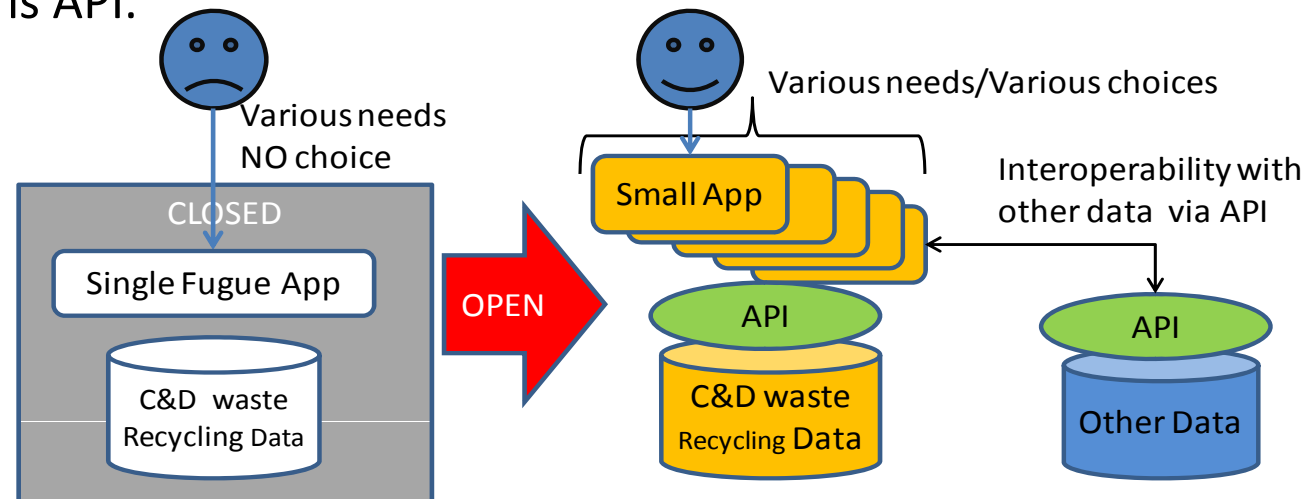 is API.
Various needs
NO choice
CLOSED
Single Fugue App
C&D waste
Recycling Data
OPEN
Various needs/Various choices
Small App
API
C&D waste
Recycling Data
Interoperability with
other data via API
API
Other Data